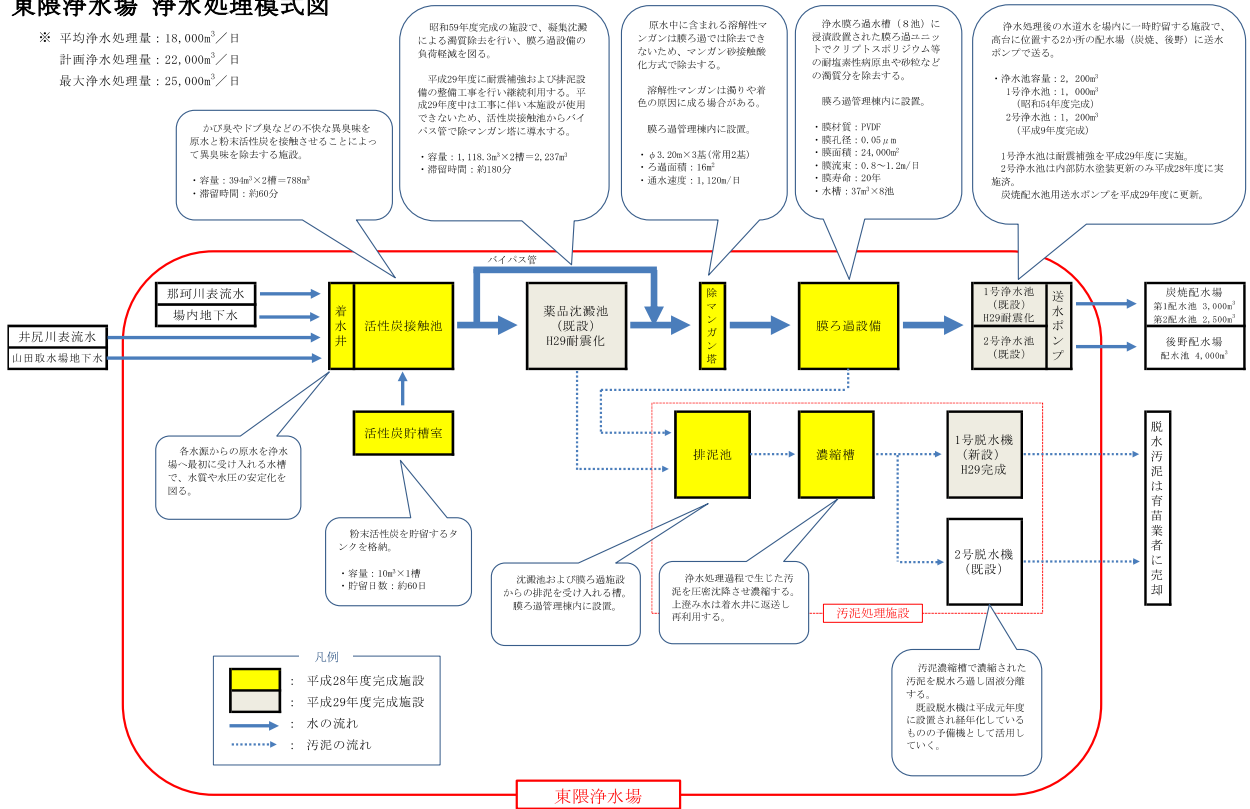 東隈浄水場 浄水処理模式図
※ 平均浄水処理量：18,000m³／日
計画浄水処理量：22,000m³／日
最大浄水処理量：25,000m³／日
かび臭やドブ臭などの不快な異臭味を
原水と粉末活性炭を接触させることによっ
て異臭味を除去する施設。
・容量：394m³×2槽＝788m³
・滞留時間：約60分
昭和59年度完成の施設で、凝集沈澱
による濁質除去を行い、膜ろ過設備の
負荷軽減を図る。
平成29年度に耐震補強および排泥設
備の整備工事を行い継続利用する。平
成29年度中は工事に伴い本施設が使用
できないため、活性炭接触池からバイ
パス管で除マンガン塔に導水する。
・容量：1,118.3m³×2槽＝2,237m³
・滞留時間：約180分
原水中に含まれる溶解性マ
ンガンは膜ろ過では除去でき
ないため、マンガン砂接触酸
化方式で除去する。
溶解性マンガンは濁りや着
色の原因に成る場合がある。
膜ろ過管理棟内に設置。
・φ3.20m×3基(常用2基)
・ろ過面積：16m²
・通水速度：1,120m/日
浄水膜ろ過水槽（８池）に
浸漬設置された膜ろ過ユニッ
トでクリプトスポリジウム等
の耐塩素性病原虫や砂粒など
の濁質分を除去する。
膜ろ過管理棟内に設置。
・膜材質：PVDF
・膜孔径：0.05μm
・膜面積：24,000m²
・膜流束：0.8～1.2m/日
・膜寿命：20年
・水槽：37m³×8池
浄水処理後の水道水を場内に一時貯留する施設で、
高台に位置する2か所の配水場（炭焼、後野）に送水
ポンプで送る。
・浄水池容量：2，200m³
1号浄水池：1，000m³
（昭和54年度完成）
2号浄水池：1，200m³
（平成9年度完成）
1号浄水池は耐震補強を平成29年度に実施。
2号浄水池は内部防水塗装更新のみ平成28年度に実
施済。
炭焼配水池用送水ポンプを平成29年度に更新。
バイパス管
那珂川表流水
場内地下水
井尻川表流水
山田取水場地下水
着水井
活性炭接触池
薬品沈澱池
（既設）
H29耐震化
除マンガン塔
膜ろ過設備
1号浄水池
（既設）
H29耐震化
2号浄水池
（既設）
送水ポンプ
炭焼配水場
第1配水池 3,000m³
第2配水池 2,500m³
後野配水場
配水池 4,000m³
活性炭貯槽室
排泥池
濃縮槽
1号脱水機
（新設）
H29完成
2号脱水機
（既設）
脱水汚泥は育苗業者に売却
各水源からの原水を浄水
場へ最初に受け入れる水槽
で、水質や水圧の安定化を
図る。
粉末活性炭を貯留するタ
ンクを格納。
・容量：10m³×1槽
・貯留日数：約60日
沈澱池および膜ろ過施設
からの排泥を受け入れる槽。
膜ろ過管理棟内に設置。
浄水処理過程で生じた汚
泥を圧密沈降させ濃縮する。
上澄み水は着水井に返送し
再利用する。
汚泥処理施設
汚泥濃縮槽で濃縮された
汚泥を脱水ろ過し固液分離
する。
既設脱水機は平成元年度
に設置され経年化している
ものの予備機として活用し
ていく。
凡例
： 平成28年度完成施設
： 平成29年度完成施設
： 水の流れ
： 汚泥の流れ
東隈浄水場